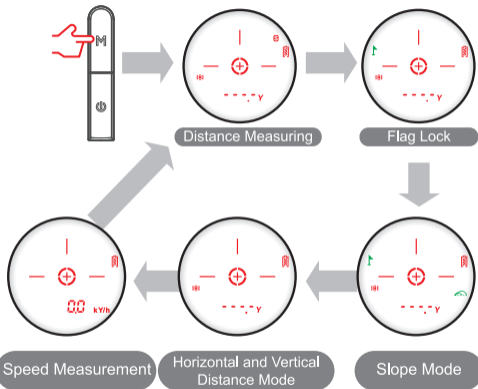 M
- - - . - Y
- - - . - Y
Distance Measuring
Flag Lock
0.0 kY/h
- - - . - Y
- - - . - Y
Speed Measurement
Horizontal and Vertical
Distance Mode
Slope Mode